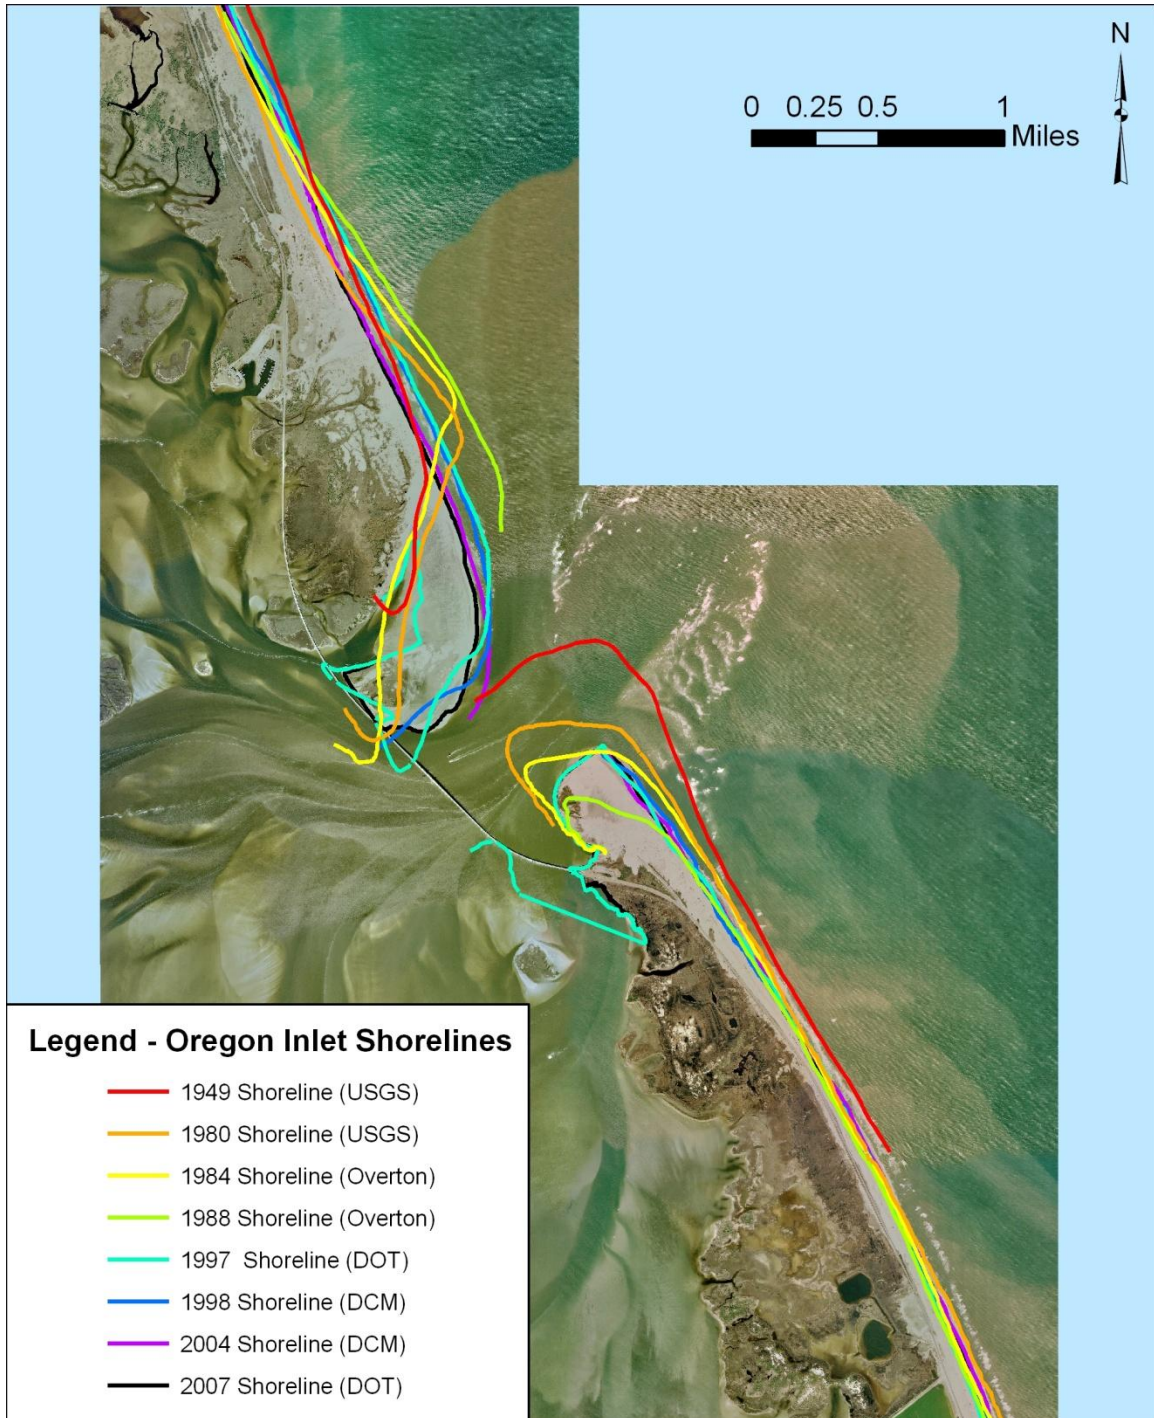 N
0 0.25 0.5 1
Miles
Legend - Oregon Inlet Shorelines
1949 Shoreline (USGS)
1980 Shoreline (USGS)
1984 Shoreline (Overton)
1988 Shoreline (Overton)
1997 Shoreline (DOT)
1998 Shoreline (DCM)
2004 Shoreline (DCM)
2007 Shoreline (DOT)